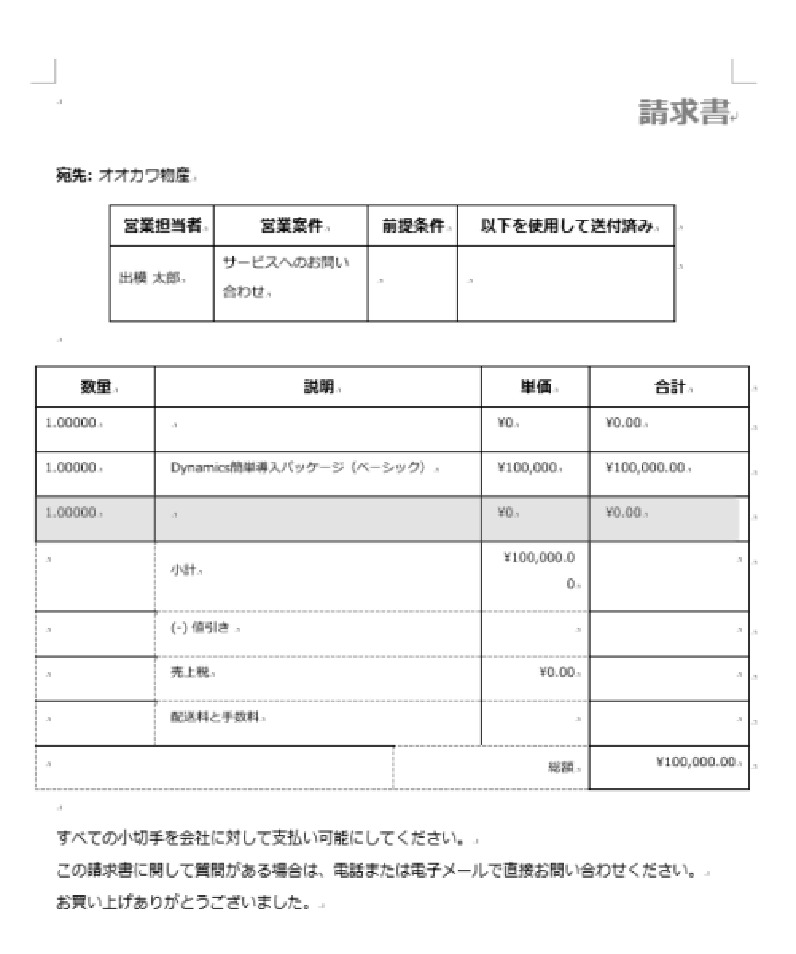 請求書
宛先: オオカワ物産
営業担当者 営業案件 前提条件 以下を使用して送付済み
出模 太郎 サービスへのお問い
合わせ
数量 説明 単価 合計
1.00000 ¥0 ¥0.00
1.00000 Dynamics簡単導入パッケージ（ベーシック） ¥100,000 ¥100,000.00
1.00000 ¥0 ¥0.00
小計 ¥100,000.0
0
(-) 値引き
売上税 ¥0.00
配送料と手数料
総額 ¥100,000.00
すべての小切手を会社に対して支払い可能にしてください。
この請求書に関して質問がある場合は、電話または電子メールで直接お問い合わせください。
お買い上げありがとうございました。